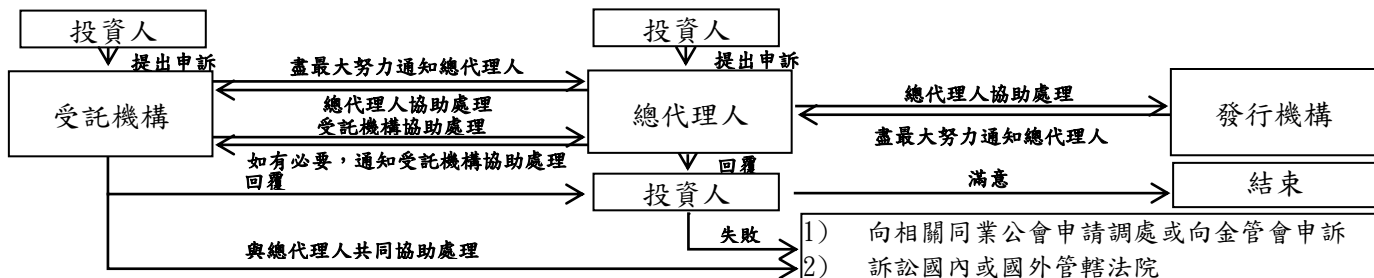 投資人
投資人
提出申訴
提出申訴
盡最大努力通知總代理人
總代理人協助處理
受託機構
總代理人協助處理
受託機構協助處理
總代理人
盡最大努力通知總代理人
發行機構
如有必要，通知受託機構協助處理
回覆
回覆
投資人
滿意
結束
失敗
與總代理人共同協助處理
1) 向相關同業公會申請調處或向金管會申訴
2) 訴訟國內或國外管轄法院